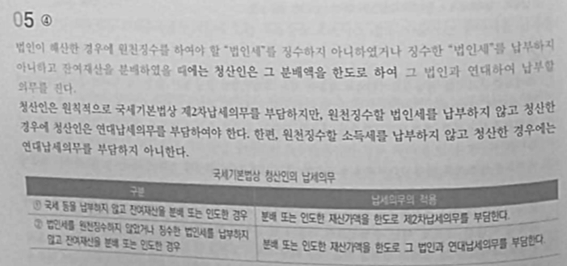 05 ④
법인이 해산한 경우에 원천징수를 하여야 할 "법인세"를 징수하지 아니하였거나 징수한 "법인세"를 납부하지
아니하고 잔여재산을 분배하였을 때에는 청산인은 그 분배액을 한도로 하여 그 법인과 연대하여 납부할
의무를 진다.
청산인은 원칙적으로 국세기본법상 제2차납세의무를 부담하지만, 원천징수할 법인세를 납부하지 않고 청산한
경우에 청산인은 연대납세의무를 부담하여야 한다. 한편, 원천징수할 소득세를 납부하지 않고 청산한 경우에는
연대납세의무를 부담하지 아니한다.
국세기본법상 청산인의 납세의무
구분 납세의무의 적용
① 국세 등을 납부하지 않고 잔여재산을 분배 또는 인도한 경우 분배 또는 인도한 재산가액을 한도로 제2차납세의무를 부담한다.
② 법인세를 원천징수하지 않았거나 징수한 법인세를 납부하지
않고 잔여재산을 분배 또는 인도한 경우 분배 또는 인도한 재산가액을 한도로 그 법인과 연대납세의무를 부담한다.